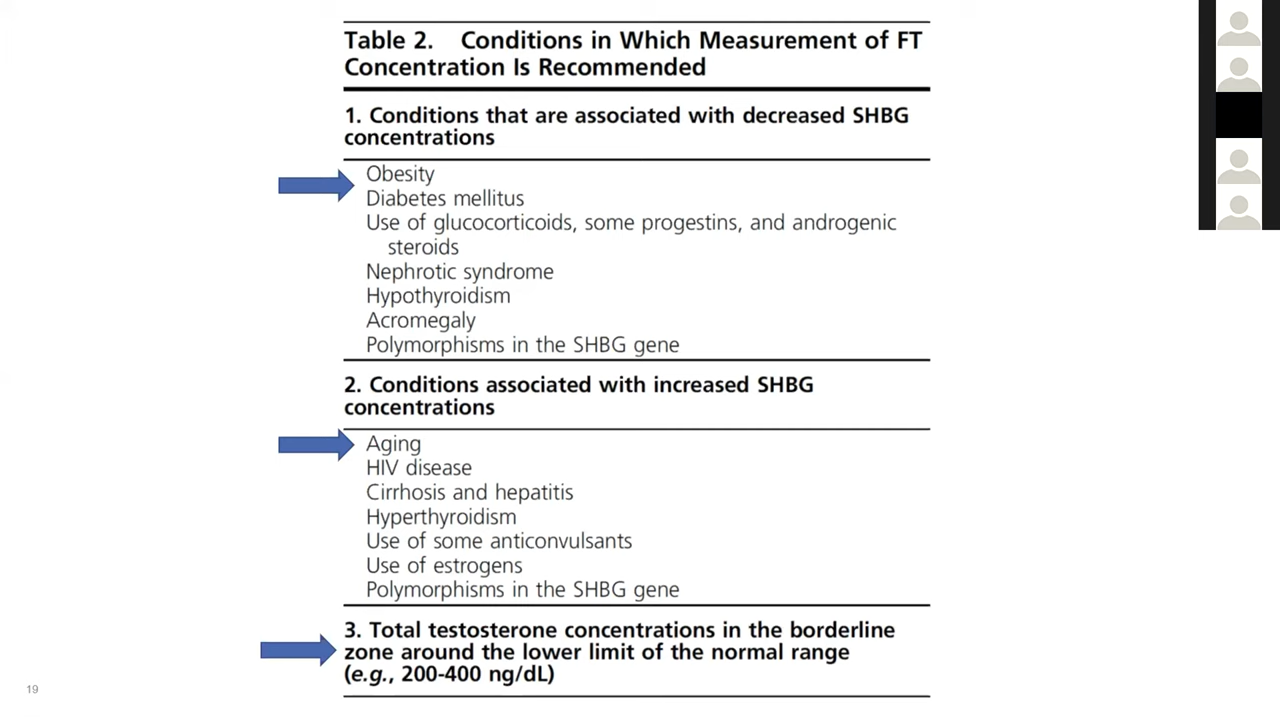 Table 2. Conditions in Which Measurement of FT
Concentration Is Recommended
1. Conditions that are associated with decreased SHBG
concentrations
Obesity
Diabetes mellitus
Use of glucocorticoids, some progestins, and androgenic
steroids
Nephrotic syndrome
Hypothyroidism
Acromegaly
Polymorphisms in the SHBG gene
2. Conditions associated with increased SHBG
concentrations
Aging
HIV disease
Cirrhosis and hepatitis
Hyperthyroidism
Use of some anticonvulsants
Use of estrogens
Polymorphisms in the SHBG gene
3. Total testosterone concentrations in the borderline
zone around the lower limit of the normal range
(e.g., 200-400 ng/dL)
19